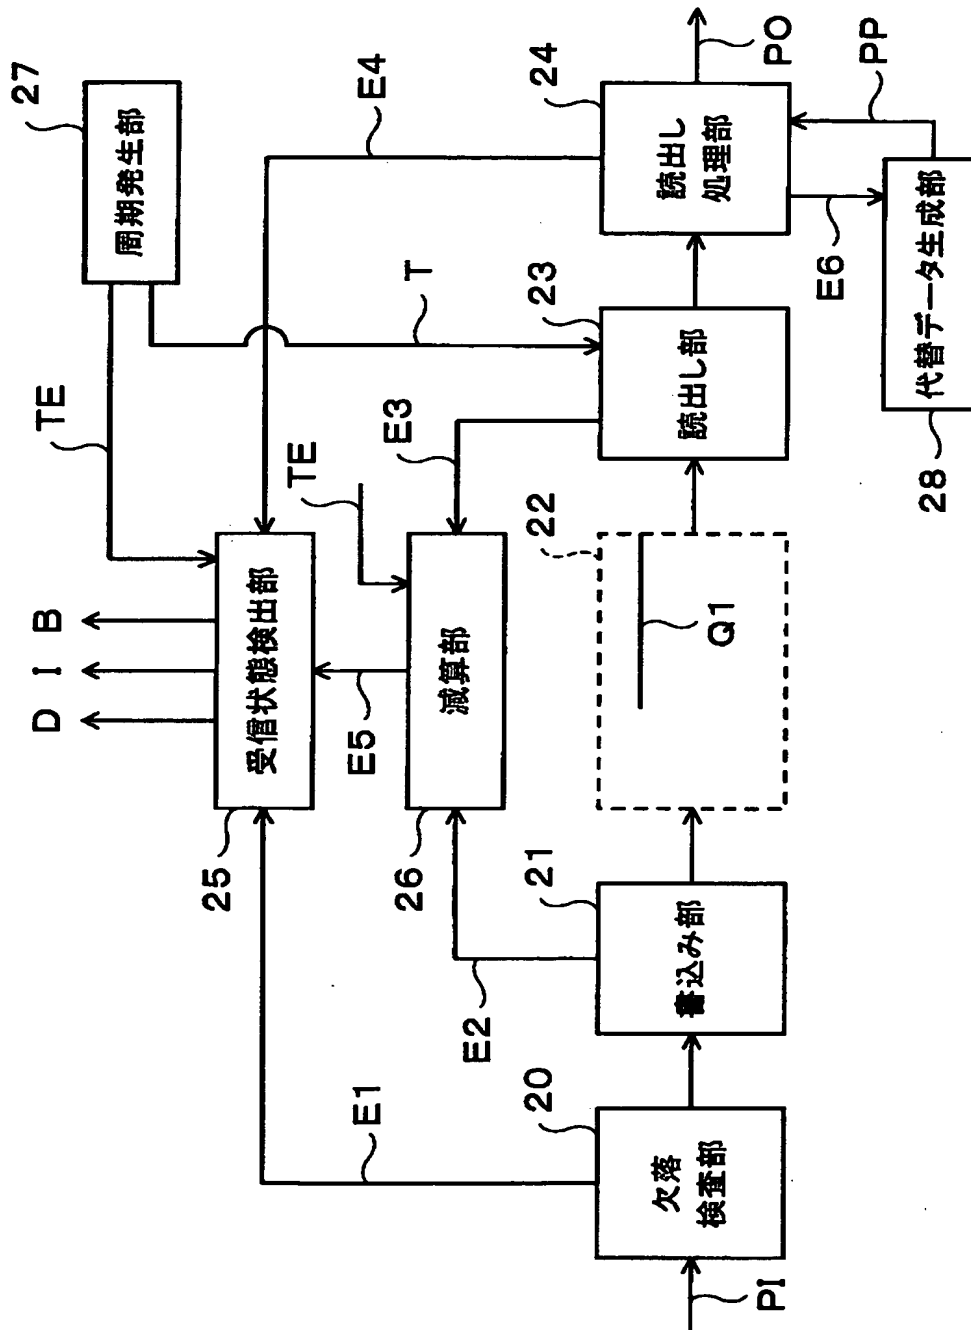 27
周期発生部
TE
T
E4
D
I
B
受信状態検出部
25
E5
TE
E3
減算部
26
E1
E2
PI
20
欠落
検査部
21
書込み部
22
Q1
23
読出し部
24
読出し
処理部
PO
E6
PP
代替データ生成部
28